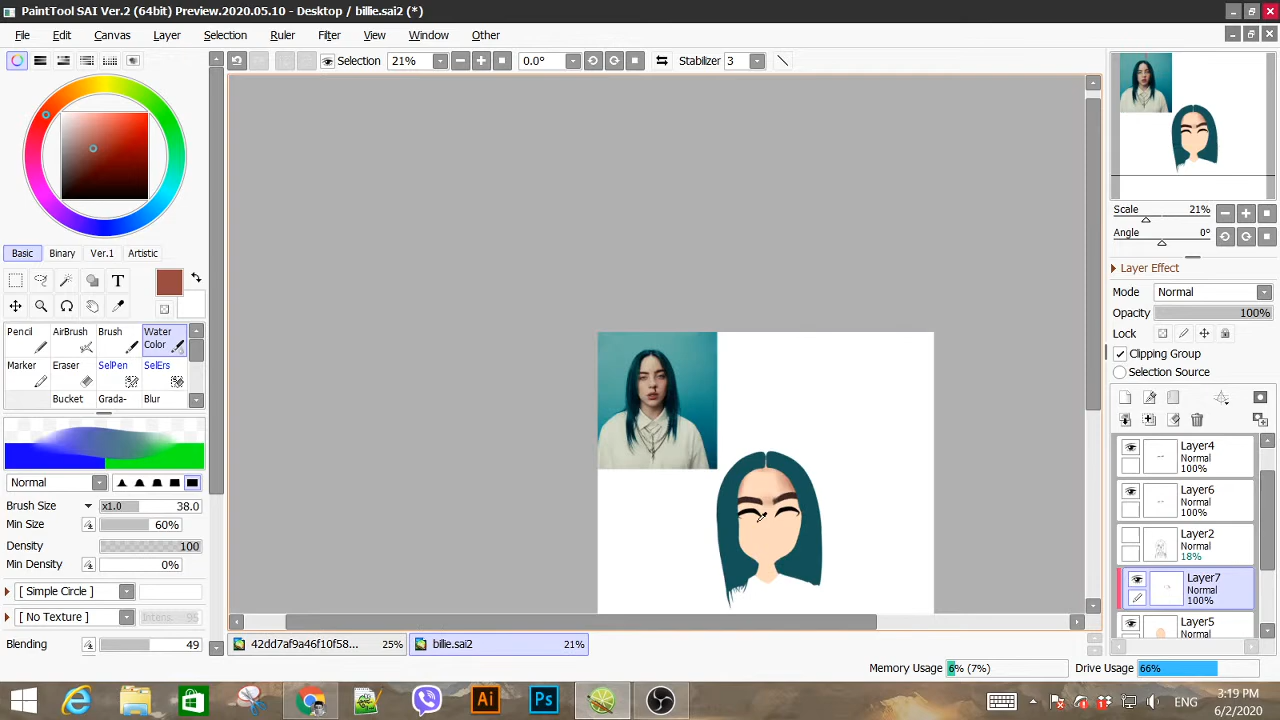 PaintTool SAI Ver.2 (64bit) Preview.2020.05.10 - Desktop / billie.sai2 (*)
File Edit Canvas Layer Selection Ruler Filter View Window Other
Selection 21% 0.0° Stabilizer 3
Scale 21%
Angle 0°
Layer Effect
Mode Normal
Opacity 100%
Lock
Clipping Group
Selection Source
Basic Binary Ver.1 Artistic
T
Pencil AirBrush Brush Water Color
Marker Eraser SelPen SelErs
Bucket Grada- Blur
Normal
Brush Size x1.0 38.0
Min Size 60%
Density 100
Min Density 0%
[ Simple Circle ]
[ No Texture ] Intens. 95
Blending 49
Layer4
Normal
100%
Layer6
Normal
100%
Layer2
Normal
18%
Layer7
Normal
100%
Layer5
Normal
42dd7af9a46f10f58... 25% billie.sai2 21%
Memory Usage 6% (7%) Drive Usage 66%
Ai Ps ENG
3:19 PM
6/2/2020